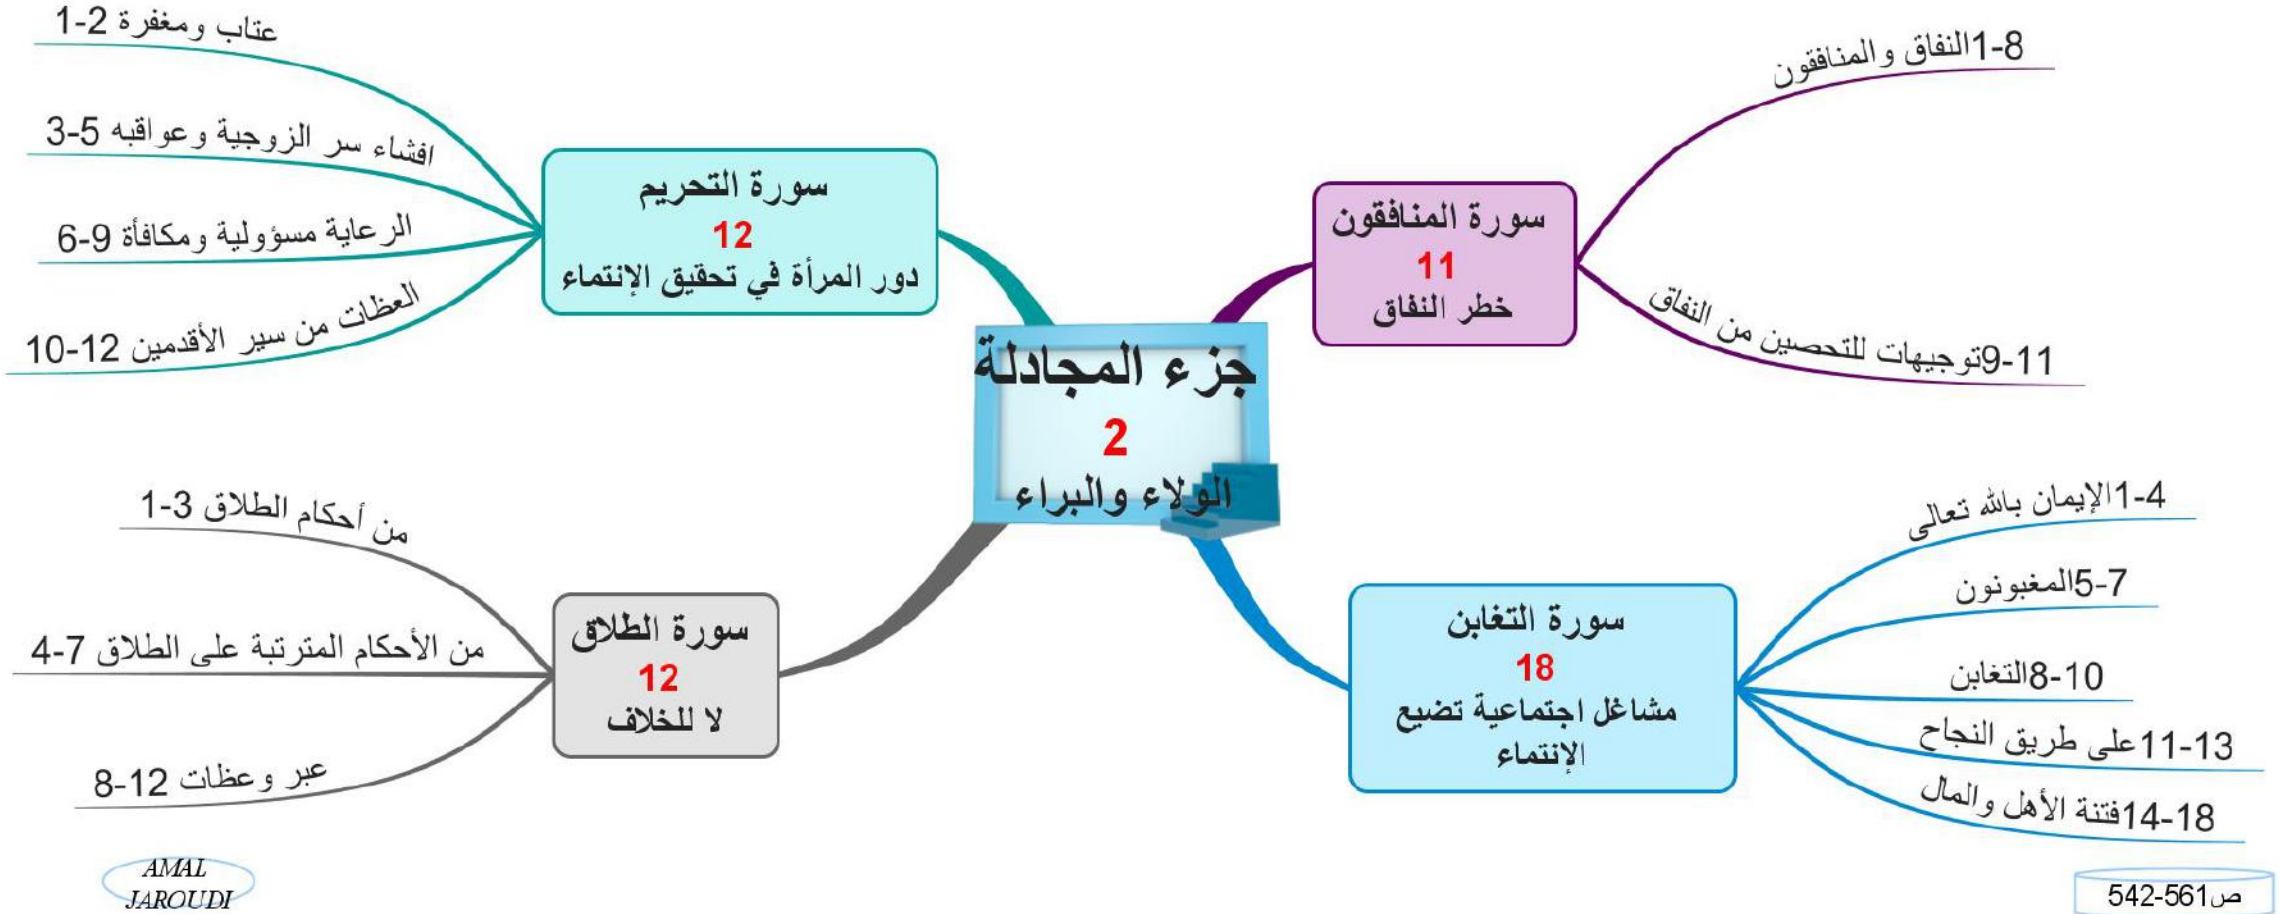 جزء المجادلة
2
الولاء والبراء
سورة المنافقون
11
خطر النفاق
1-8النفاق والمنافقون
9-11توجيهات للتحصين من النفاق
سورة التغابن
18
مشاغل اجتماعية تضيع
الإنتماء
1-4الإيمان بالله تعالى
5-7المغبونون
8-10التغابن
11-13على طريق النجاح
14-18فتنة الأهل والمال
سورة الطلاق
12
لا للخلاف
من أحكام الطلاق 1-3
من الأحكام المترتبة على الطلاق 4-7
عبر وعظات 8-12
سورة التحريم
12
دور المرأة في تحقيق الإنتماء
عتاب ومغفرة 1-2
افشاء سر الزوجية وعواقبه 3-5
الرعاية مسؤولية ومكافأة 6-9
العظات من سير الأقدمين 10-12
AMAL
JAROUDI
ص542-561